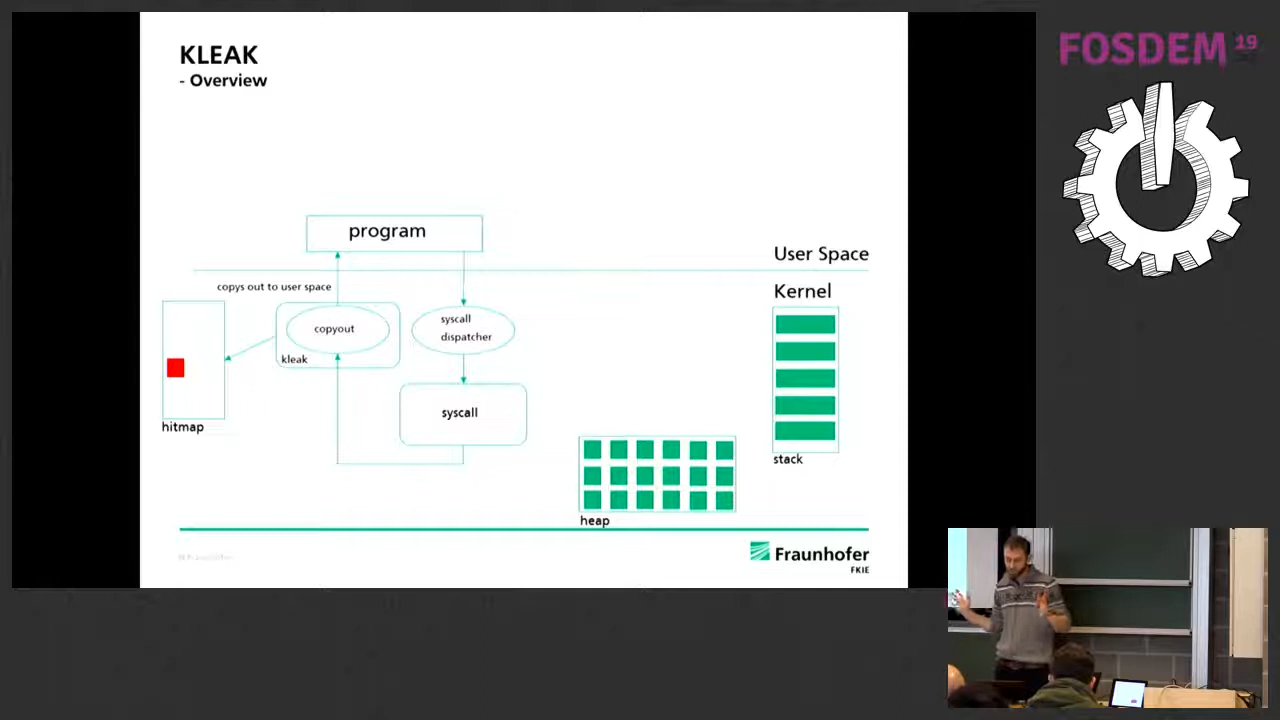 KLEAK
- Overview
program
User Space
copys out to user space
Kernel
copyout
kleak
syscall
dispatcher
syscall
hitmap
stack
heap
Fraunhofer
FKIE
FOSDEM 19